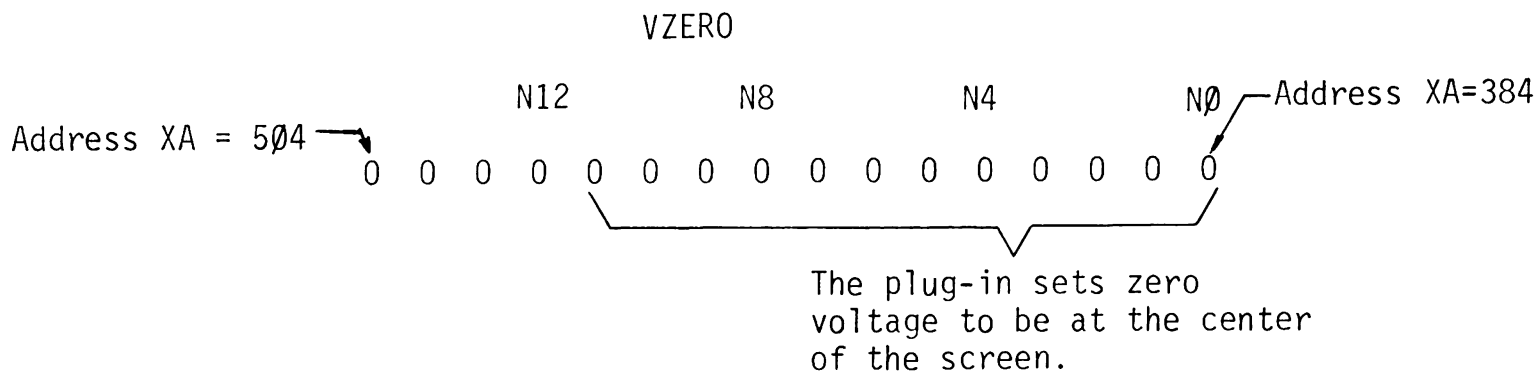 VZERO
N12 N8 N4 NØ Address XA=384
Address XA = 5Ø4
0 0 0 0 0 0 0 0 0 0 0 0 0 0 0 0
The plug-in sets zero
voltage to be at the center
of the screen.